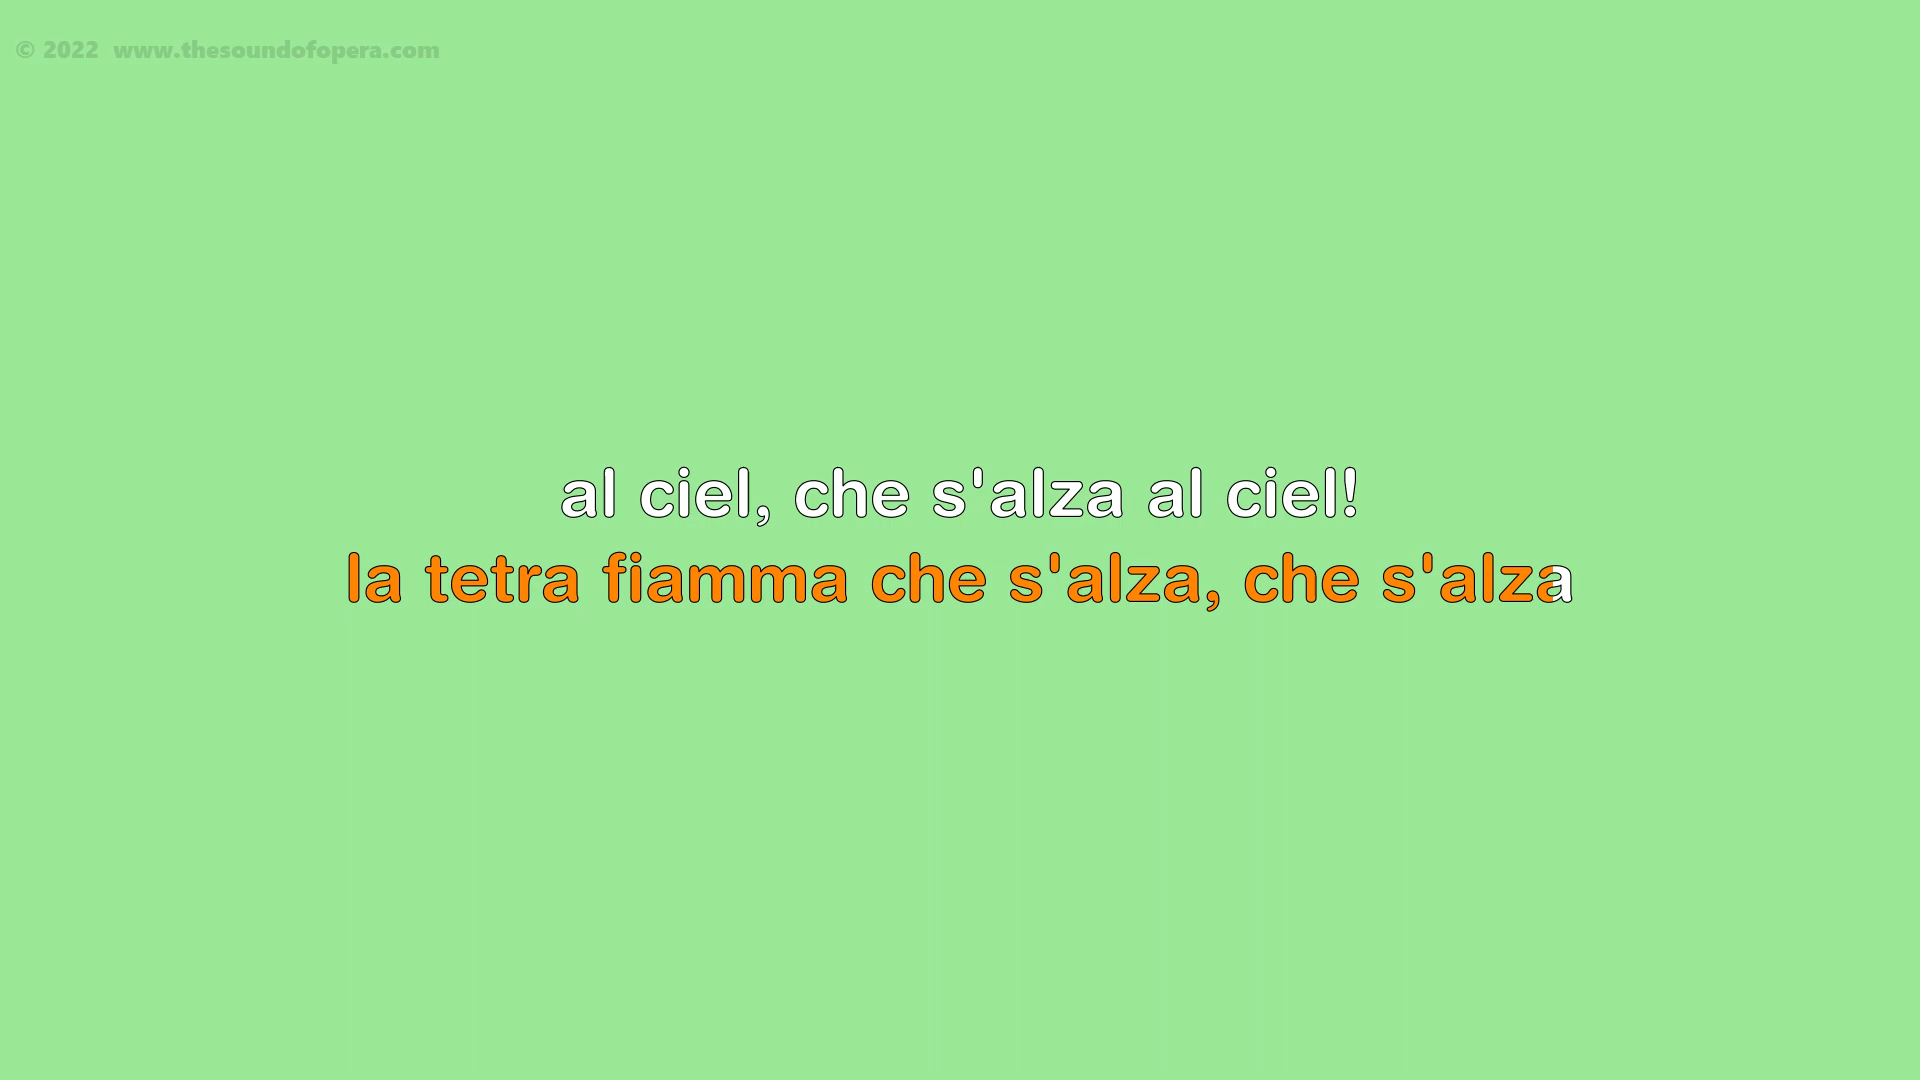 © 2022 www.thesoundofopera.com
al ciel, che s'alza al ciel!
la tetra fiamma che s'alza, che s'alza